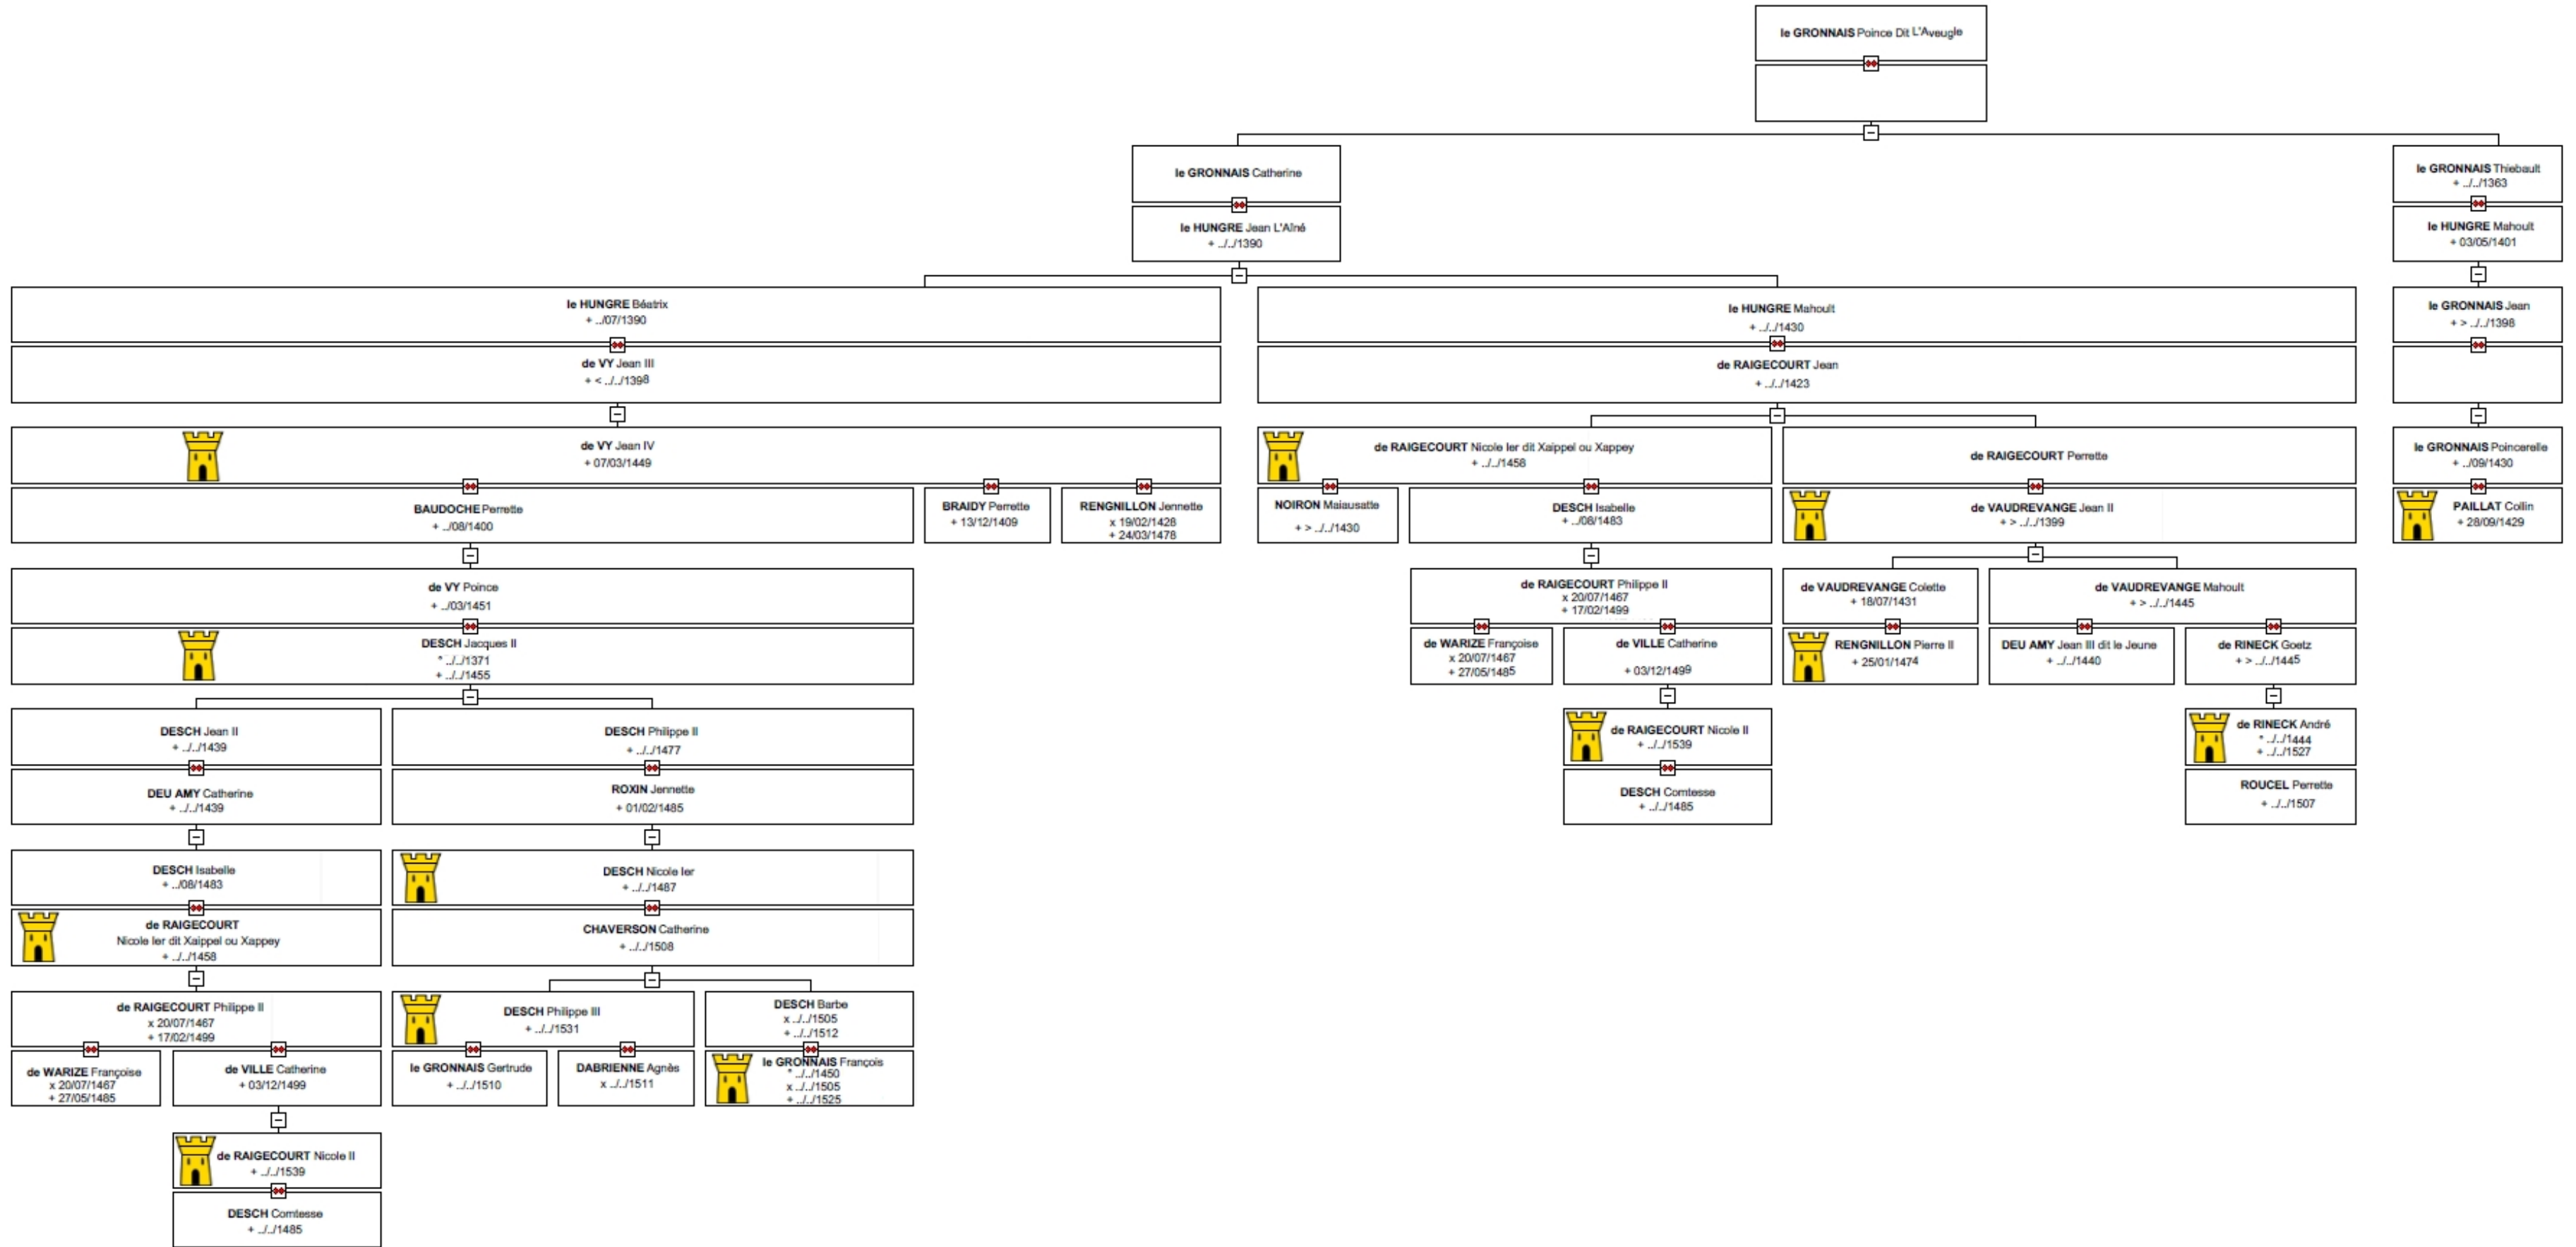 le GRONNAIS Poince Dit L'Aveugle
le GRONNAIS Catherine
le HUNGRE Jean L'Aîné
+ ../../1390
le GRONNAIS Thiebault
+ ../../1363
le HUNGRE Mahoult
+ 03/05/1401
le HUNGRE Béatrix
+ ../07/1390
de VY Jean III
+ < ../../1398
le HUNGRE Mahoult
+ ../../1430
de RAIGECOURT Jean
+ ../../1423
le GRONNAIS Jean
+ > ../../1398
de VY Jean IV
+ 07/03/1449
BAUDOCHE Perrette
+ ../08/1400
BRAIDY Perrette
+ 13/12/1409
RENGNILLON Jennette
x 19/02/1428
+ 24/03/1478
de RAIGECOURT Nicole Ier dit Xaippel ou Xappey
+ ../../1458
NOIRON Maiausatte
+ > ../../1430
DESCH Isabelle
+ ../08/1483
de RAIGECOURT Perrette
de VAUDREVANGE Jean II
+ > ../../1399
le GRONNAIS Poincerelle
+ ../09/1430
PAILLAT Collin
+ 28/09/1429
de VY Poince
+ ../03/1451
DESCH Jacques II
* ../../1371
+ ../../1455
de RAIGECOURT Philippe II
x 20/07/1467
+ 17/02/1499
de WARIZE Françoise
x 20/07/1467
+ 27/05/1485
de VILLE Catherine
+ 03/12/1499
de VAUDREVANGE Colette
+ 18/07/1431
RENGNILLON Pierre II
+ 25/01/1474
de VAUDREVANGE Mahoult
+ > ../../1445
DEU AMY Jean III dit le Jeune
+ ../../1440
de RINECK Goetz
+ > ../../1445
DESCH Jean II
+ ../../1439
DEU AMY Catherine
+ ../../1439
DESCH Philippe II
+ ../../1477
ROXIN Jennette
+ 01/02/1485
de RAIGECOURT Nicole II
+ ../../1539
DESCH Comtesse
+ ../../1485
de RINECK André
* ../../1444
+ ../../1527
ROUCEL Perrette
+ ../../1507
DESCH Isabelle
+ ../08/1483
de RAIGECOURT
Nicole Ier dit Xaippel ou Xappey
+ ../../1458
DESCH Nicole Ier
+ ../../1487
CHAVERSON Catherine
+ ../../1508
de RAIGECOURT Philippe II
x 20/07/1467
+ 17/02/1499
de WARIZE Françoise
x 20/07/1467
+ 27/05/1485
de VILLE Catherine
+ 03/12/1499
DESCH Philippe III
+ ../../1531
le GRONNAIS Gertrude
+ ../../1510
DABRIENNE Agnès
x ../../1511
DESCH Barbe
x ../../1505
+ ../../1512
le GRONNAIS François
* ../../1450
x ../../1505
+ ../../1525
de RAIGECOURT Nicole II
+ ../../1539
DESCH Comtesse
+ ../../1485